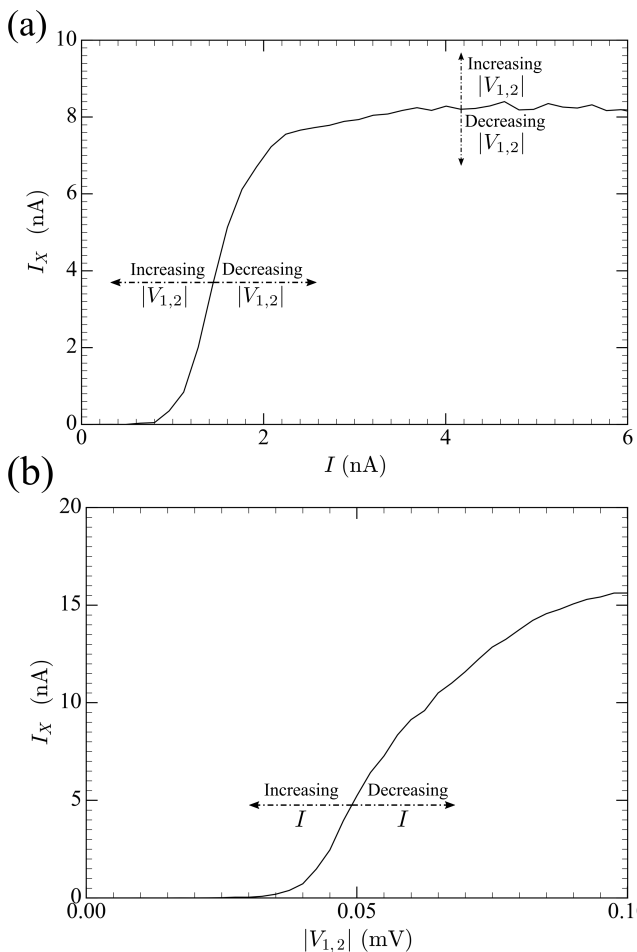 (a)
10
8
6
4
2
0
I_X (nA)
Increasing
|V_{1,2}|
Decreasing
|V_{1,2}|
Increasing Decreasing
|V_{1,2}| |V_{1,2}|
0 2 4 6
I (nA)
(b)
20
15
10
5
0
I_X (nA)
Increasing Decreasing
I I
0.00 0.05 0.10
|V_{1,2}| (mV)